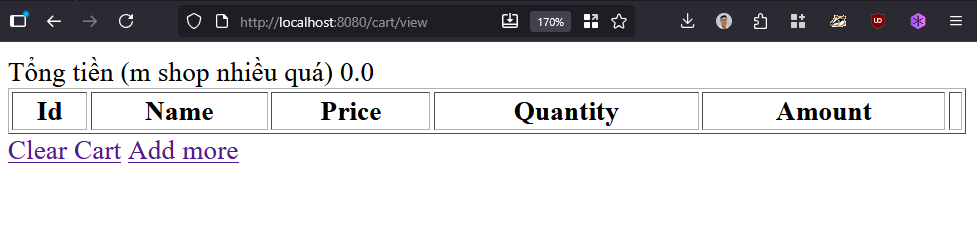 http://localhost:8080/cart/view 170%
Tổng tiền (m shop nhiều quá) 0.0
Id Name Price Quantity Amount
Clear Cart Add more